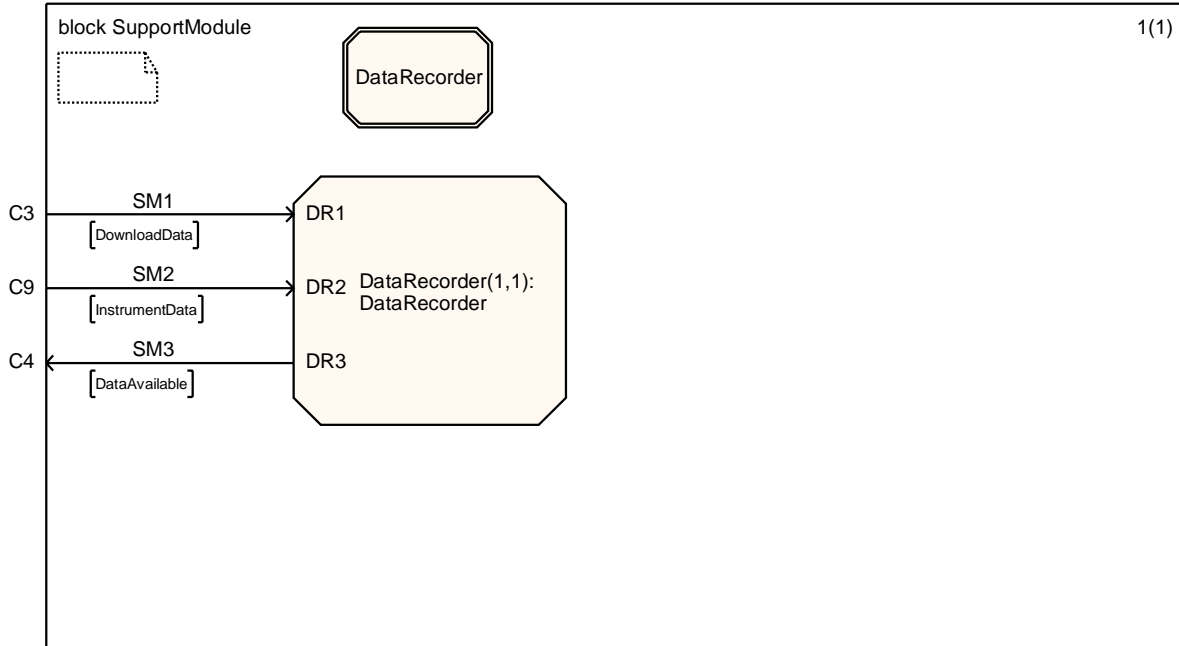 block SupportModule
1(1)
DataRecorder
C3
SM1
DR1
[DownloadData]
C9
SM2
DR2
[InstrumentData]
DataRecorder(1,1):
DataRecorder
C4
SM3
DR3
[DataAvailable]